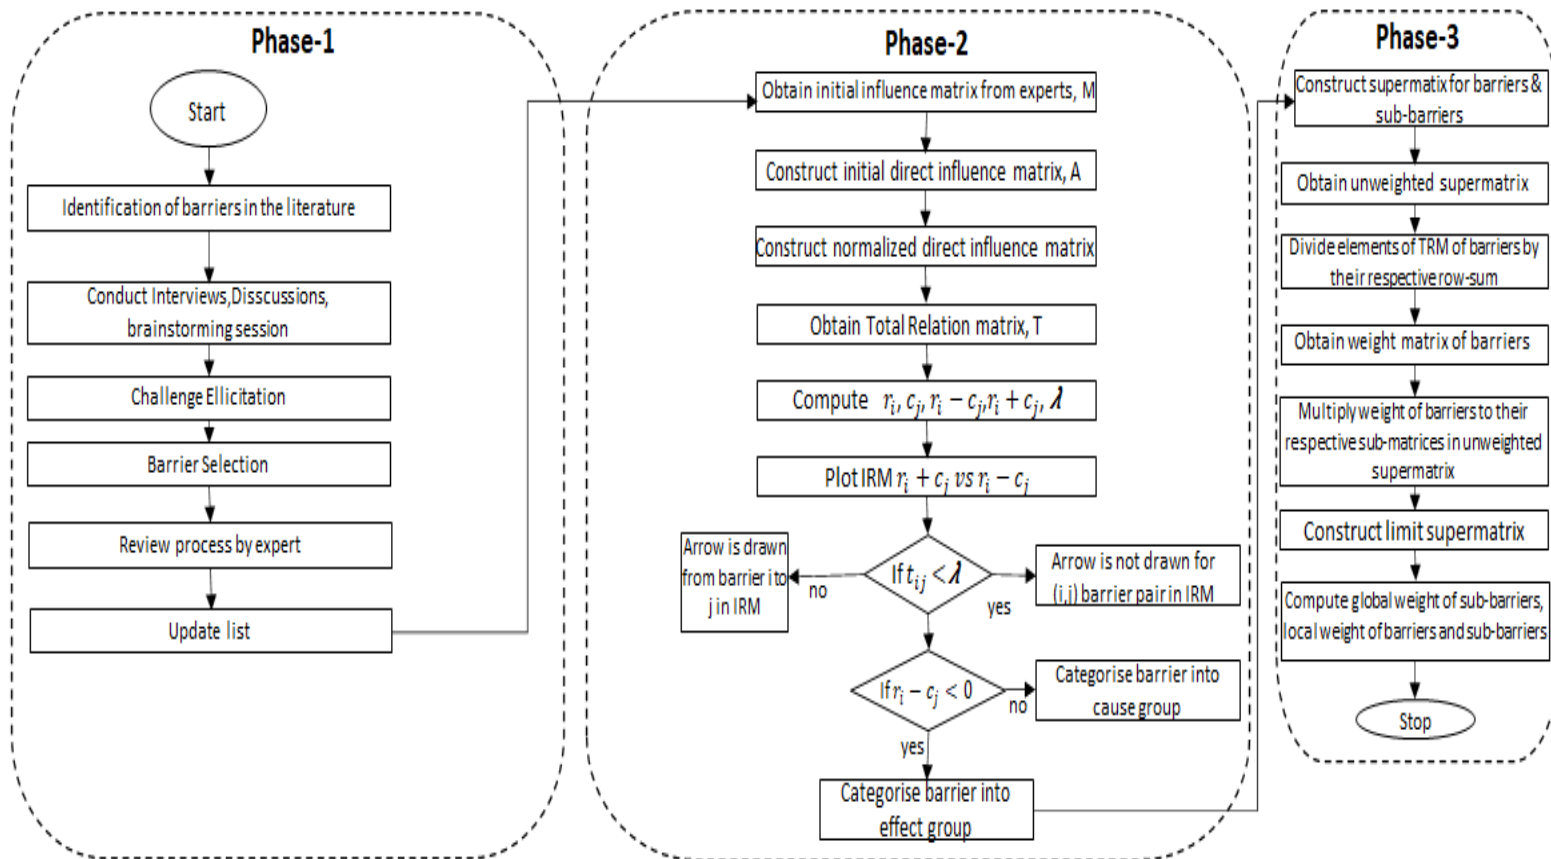 Phase-1
Start
Identification of barriers in the literature
Conduct Interviews,Disscussions,
brainstorming session
Challenge Ellicitation
Barrier Selection
Review process by expert
Update list
Phase-2
Obtain initial influence matrix from experts, M
Construct initial direct influence matrix, A
Construct normalized direct influence matrix
Obtain Total Relation matrix, T
Compute r_i, c_j, r_i − c_j,r_i + c_j, λ
Plot IRM r_i + c_j vs r_i − c_j
If t_ij < λ
no
yes
Arrow is drawn
from barrier i to
j in IRM
Arrow is not drawn for
(i,j) barrier pair in IRM
If r_i − c_j < 0
no
yes
Categorise barrier into
cause group
Categorise barrier into
effect group
Phase-3
Construct supermatix for barriers &
sub-barriers
Obtain unweighted supermatrix
Divide elements of TRM of barriers by
their respective row-sum
Obtain weight matrix of barriers
Multiply weight of barriers to their
respective sub-matrices in unweighted
supermatrix
Construct limit supermatrix
Compute global weight of sub-barriers,
local weight of barriers and sub-barriers
Stop